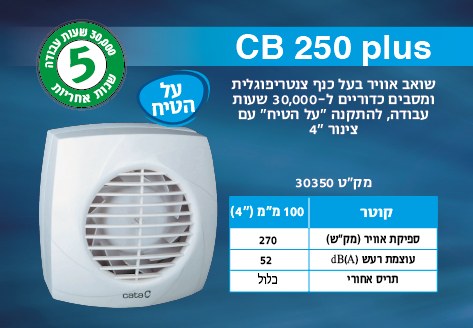 30,000 שעות עבודה
5
שנות אחריות
CB 250 plus
על
הטיח
שואב אוויר בעל כנף צנטריפוגלית
ומסבים כדוריים ל-30,000 שעות
עבודה, להתקנה "על הטיח" עם
צינור "4
מק"ט 30350
קוטר 100 מ"מ ("4)
ספיקת אוויר (מק"ש) 270
עוצמת רעש dB(A) 52
תריס אחורי כלול
cata